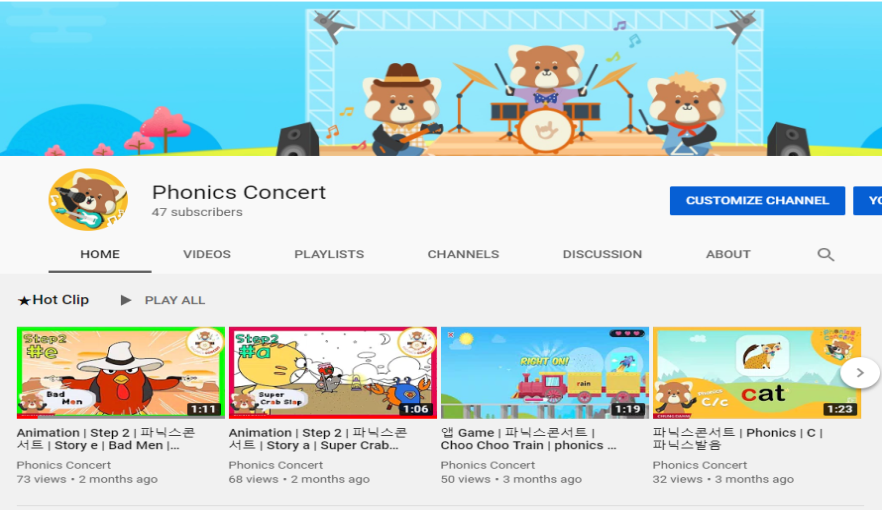 Phonics Concert
47 subscribers
CUSTOMIZE CHANNEL
YO
HOME
VIDEOS
PLAYLISTS
CHANNELS
DISCUSSION
ABOUT
★Hot Clip
PLAY ALL
Step2
#e
Bad
Men
1:11
Step2
#a
Super
Crab Slap
1:06
RIGHT ON!
rain
1:19
C/c
cat
1:23
Animation | Step 2 | 파닉스콘
서트 | Story e | Bad Men |...
Phonics Concert
73 views • 2 months ago
Animation | Step 2 | 파닉스콘
서트 | Story a | Super Crab...
Phonics Concert
68 views • 2 months ago
앱 Game | 파닉스콘서트 |
Choo Choo Train | phonics ...
Phonics Concert
50 views • 3 months ago
파닉스콘서트 | Phonics | C |
파닉스발음
Phonics Concert
32 views • 3 months ago